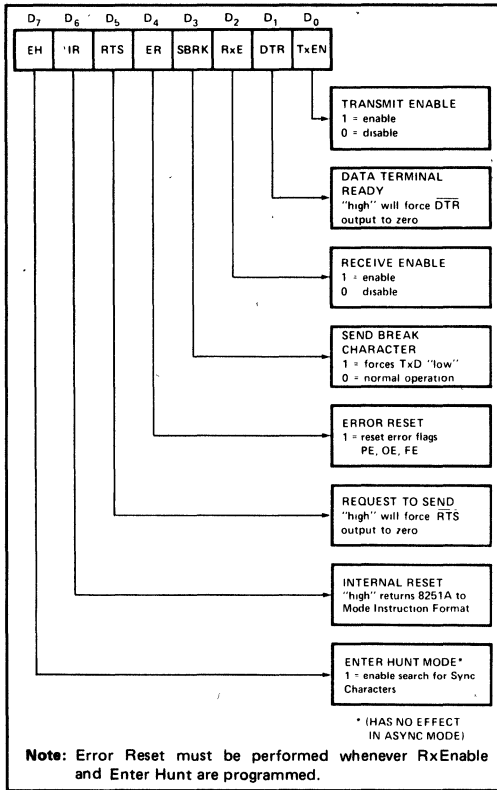 D7 D6 D5 D4 D3 D2 D1 D0
EH IR RTS ER SBRK RxE DTR TxEN
TRANSMIT ENABLE
1 = enable
0 = disable
DATA TERMINAL
READY
"high" will force DTR
output to zero
RECEIVE ENABLE
1 = enable
0 disable
SEND BREAK
CHARACTER
1 = forces TxD "low"
0 = normal operation
ERROR RESET
1 = reset error flags
PE, OE, FE
REQUEST TO SEND
"high" will force RTS
output to zero
INTERNAL RESET
"high" returns 8251A to
Mode Instruction Format
ENTER HUNT MODE*
1 = enable search for Sync
Characters
* (HAS NO EFFECT
IN ASYNC MODE)
Note: Error Reset must be performed whenever RxEnable
and Enter Hunt are programmed.